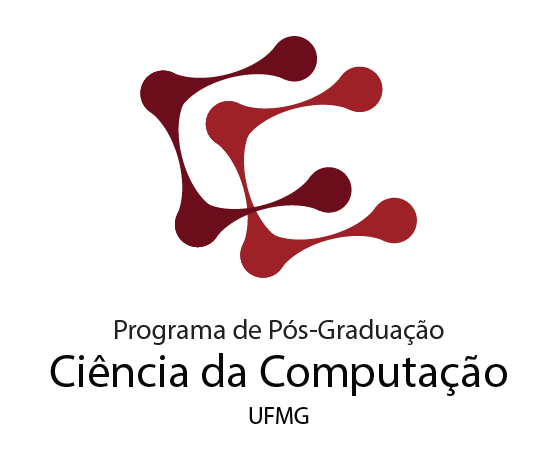 Programa de Pós-Graduação
Ciência da Computação
UFMG